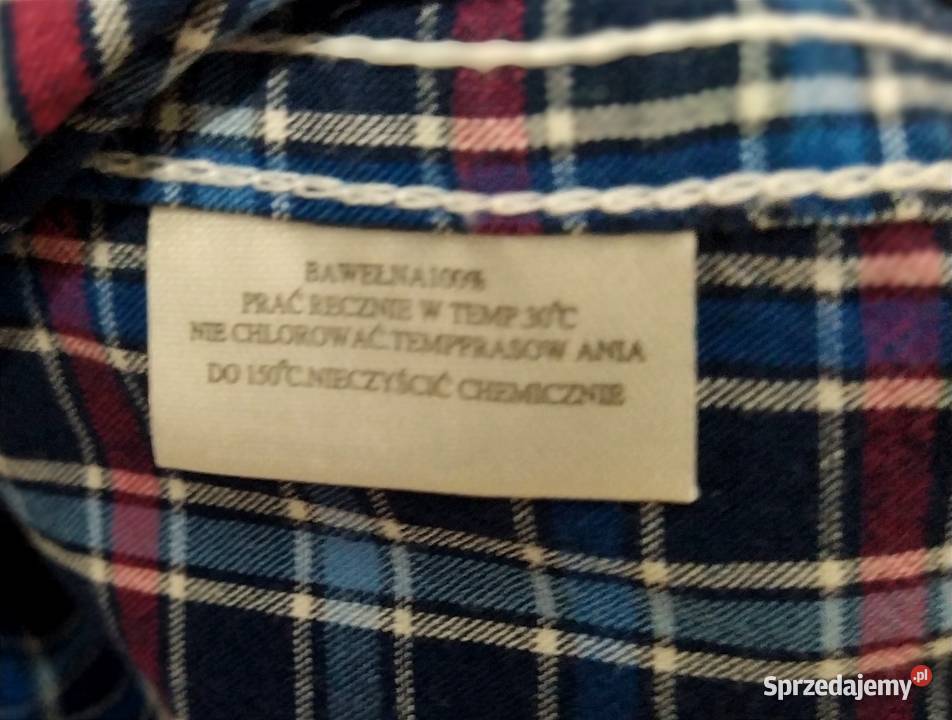 BAWEŁNA100%
PRAĆ RECZNIE W TEMP 30°C
NIE CHLOROWAĆ.TEMPPRASOW ANIA
DO 150°C.NIECZYŚCIĆ CHEMICZNIE
Sprzedajemy.pl